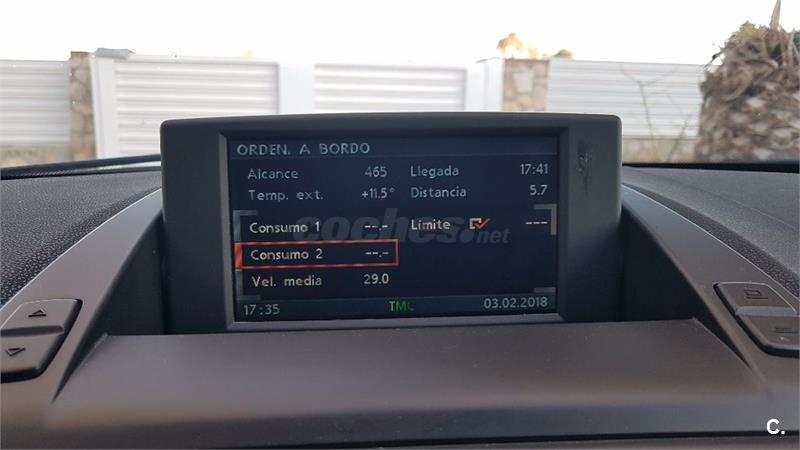 ORDEN. A BORDO
Alcance 465 Llegada 17:41
Temp. ext. +11.5° Distancia 5.7
Consumo 1 --.- Límite ---
Consumo 2 --.-
Vel. media 29.0
17:35 TMC 03.02.2018
coches.net
C.